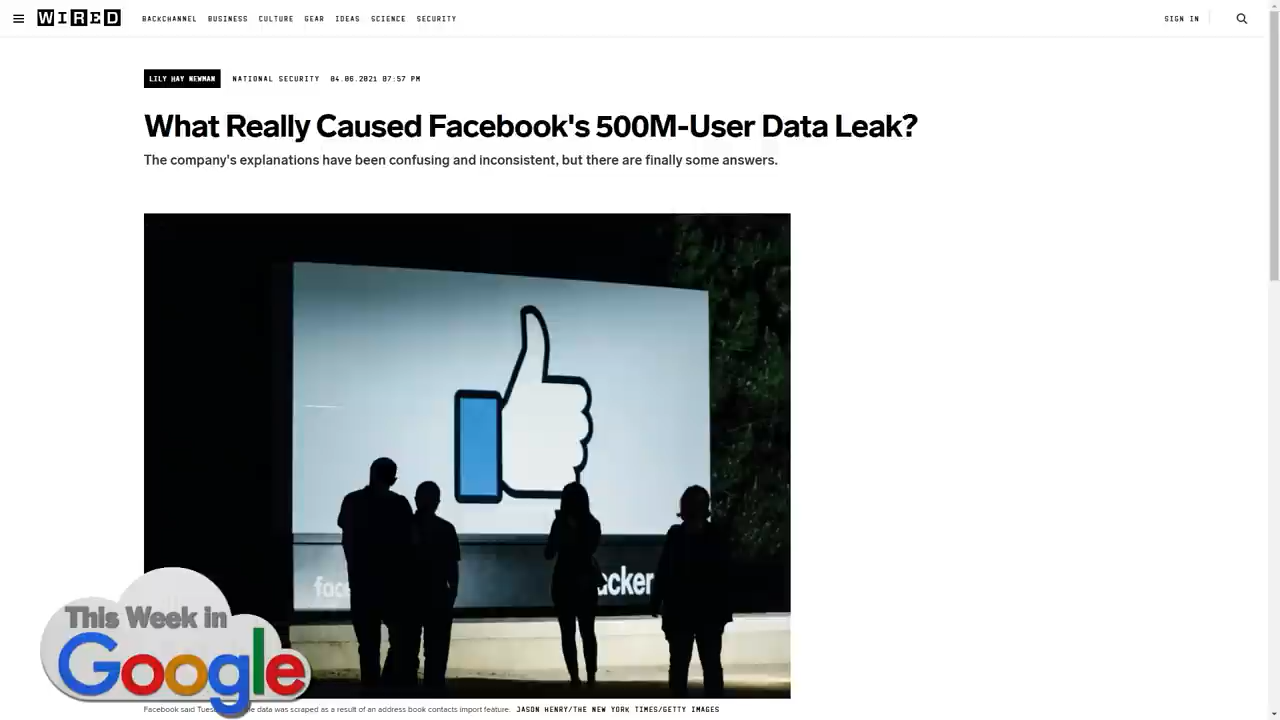 WIRED
BACKCHANNEL BUSINESS CULTURE GEAR IDEAS SCIENCE SECURITY
SIGN IN
LILY HAY NEWMAN NATIONAL SECURITY 04.06.2021 07:57 PM
What Really Caused Facebook's 500M-User Data Leak?
The company's explanations have been confusing and inconsistent, but there are finally some answers.
face
acker
This Week in
Google
Facebook said Tues
data was scraped as a result of an address book contacts import feature. JASON HENRY/THE NEW YORK TIMES/GETTY IMAGES